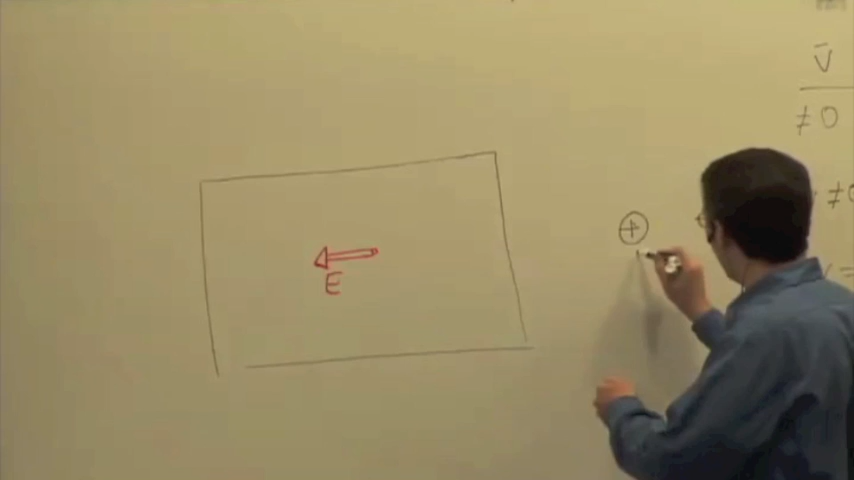 v̄
≠ 0
≠ 0
+
E
v =